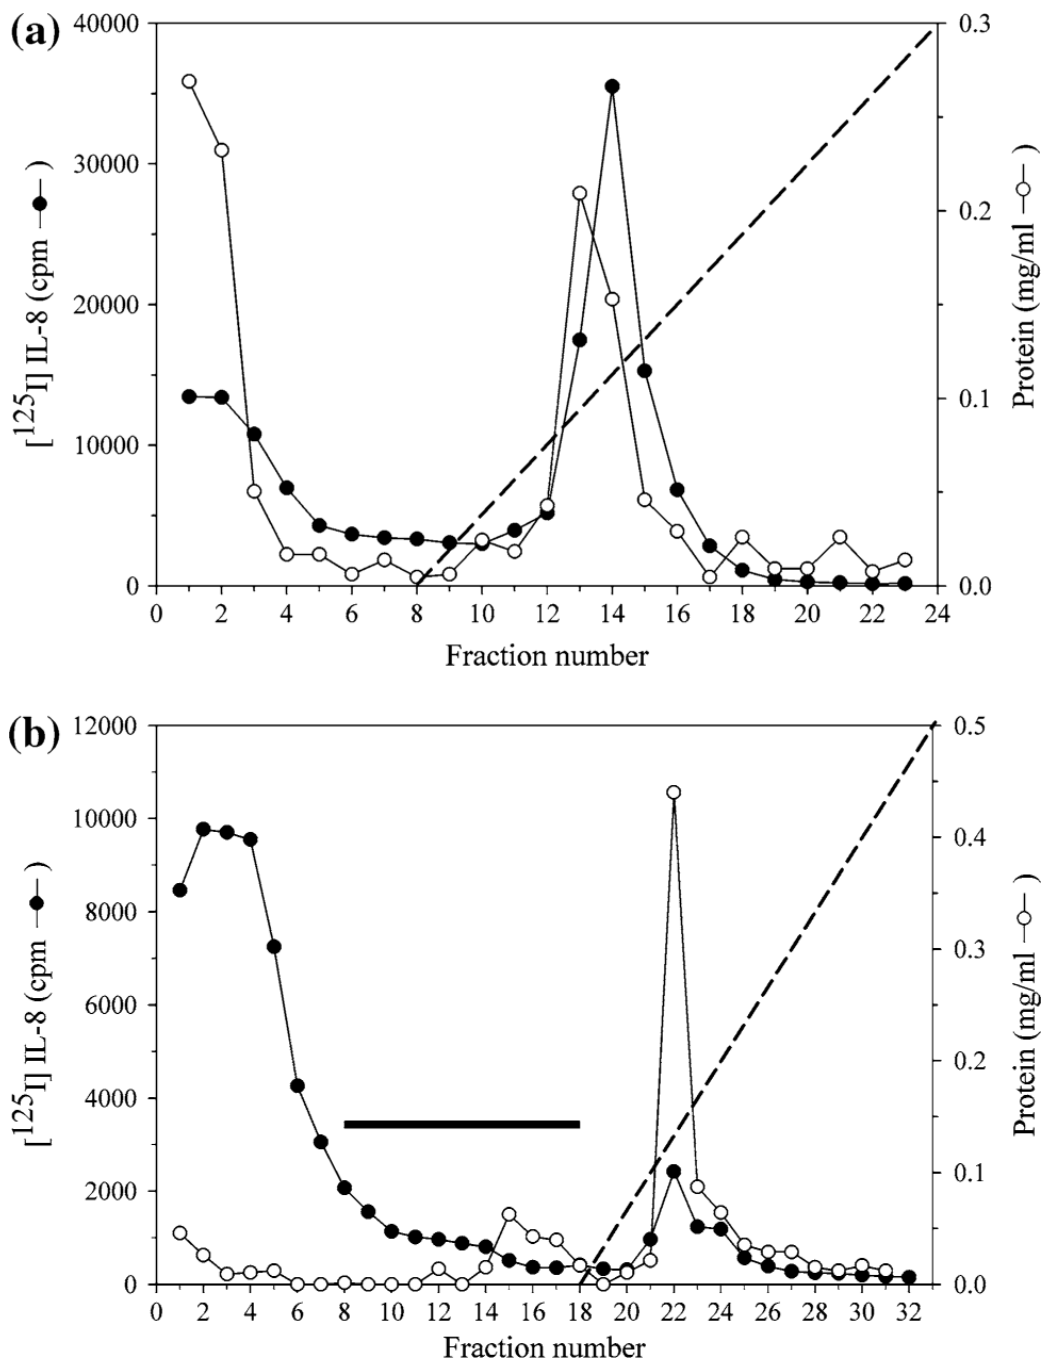 (a)
40000
30000
20000
10000
0
[125I] IL-8 (cpm —●—)
0.3
0.2
0.1
0.0
Protein (mg/ml —○—)
0 2 4 6 8 10 12 14 16 18 20 22 24
Fraction number
(b)
12000
10000
8000
6000
4000
2000
0
[125I] IL-8 (cpm —●—)
0.5
0.4
0.3
0.2
0.1
0.0
Protein (mg/ml —○—)
0 2 4 6 8 10 12 14 16 18 20 22 24 26 28 30 32
Fraction number